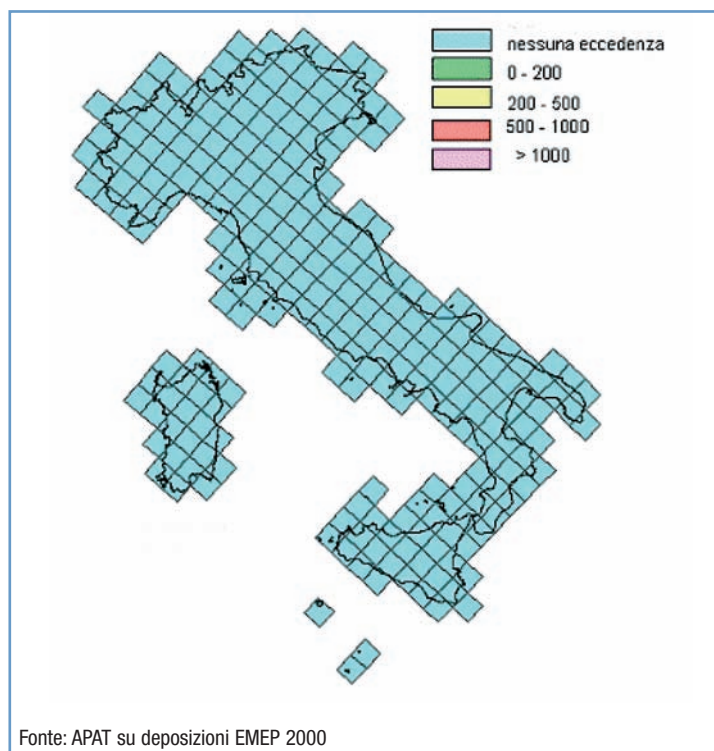 nessuna eccedenza
0 - 200
200 - 500
500 - 1000
> 1000
Fonte: APAT su deposizioni EMEP 2000